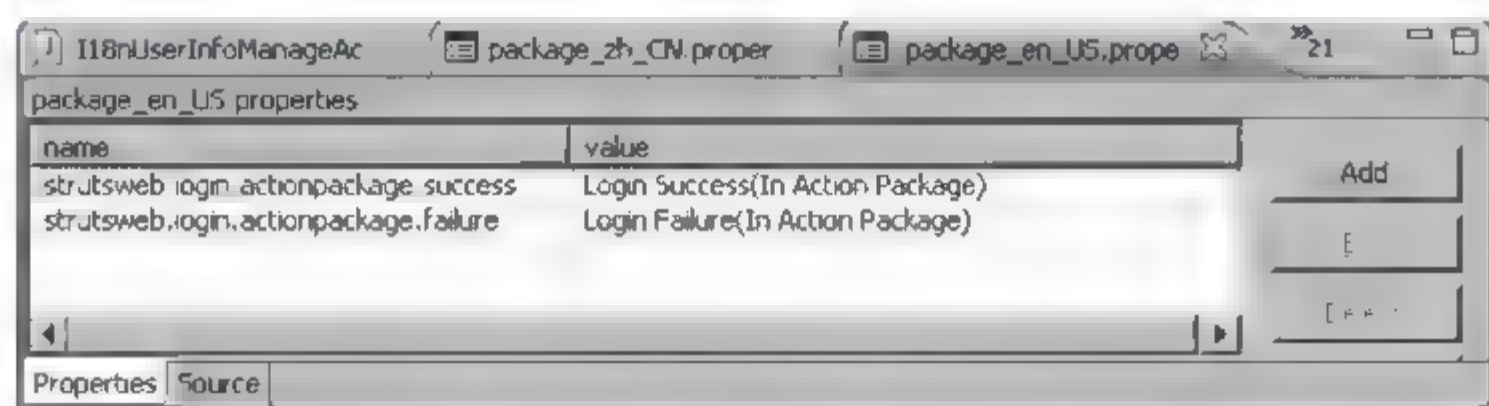 I18nUserInfoManageAc package_zh_CN.proper package_en_US.prope 21
package_en_US properties
name value
strutsweb login actionpackage success Login Success(In Action Package)
strutsweb.login.actionpackage.failure Login Failure(In Action Package)
Add
E
Properties Source